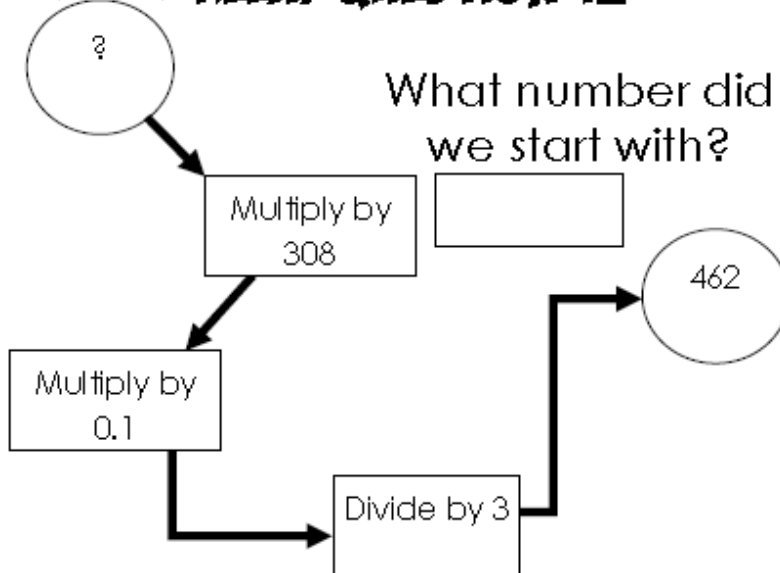 ?
What number did
we start with?
Multiply by
308
462
Multiply by
0.1
Divide by 3